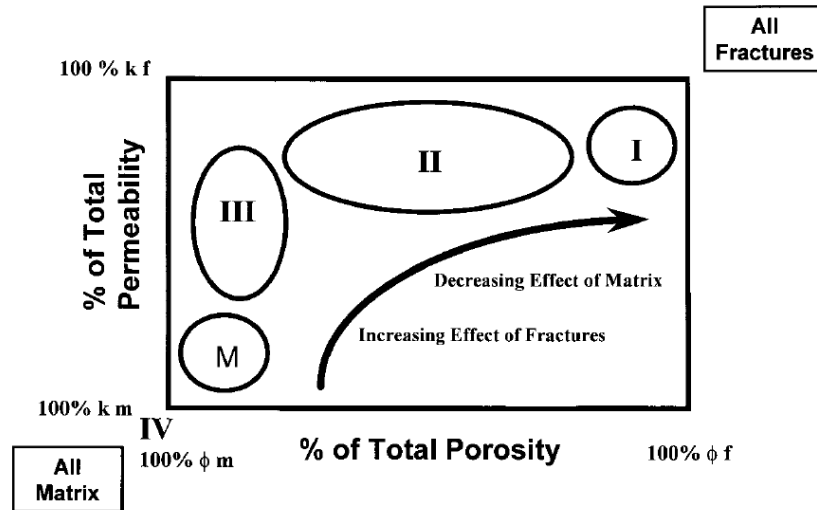 All
Fractures
100 % k f
% of Total
Permeability
I
II
III
Decreasing Effect of Matrix
Increasing Effect of Fractures
M
100% k m
IV
100% ϕ m
% of Total Porosity
100% ϕ f
All
Matrix